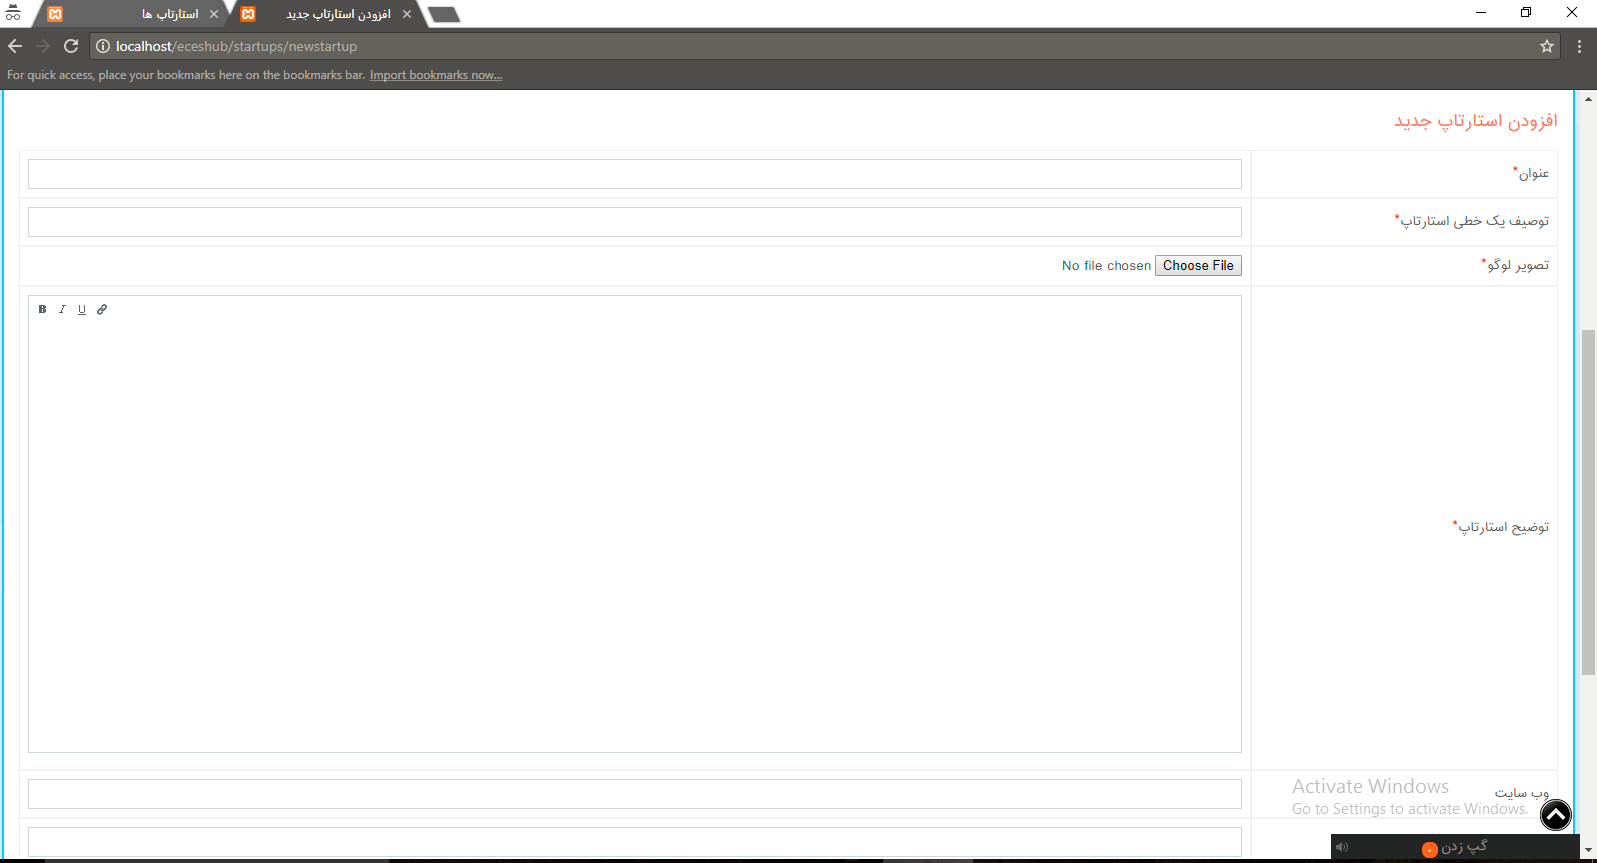 استارتاپ ها
افزودن استارتاپ جدید
localhost/eceshub/startups/newstartup
For quick access, place your bookmarks here on the bookmarks bar. Import bookmarks now...
افزودن استارتاپ جدید
عنوان*
توصیف یک خطی استارتاپ*
تصویر لوگو*
Choose File No file chosen
B I U
توضیح استارتاپ*
وب سایت
Activate Windows
Go to Settings to activate Windows.
گپ زدن